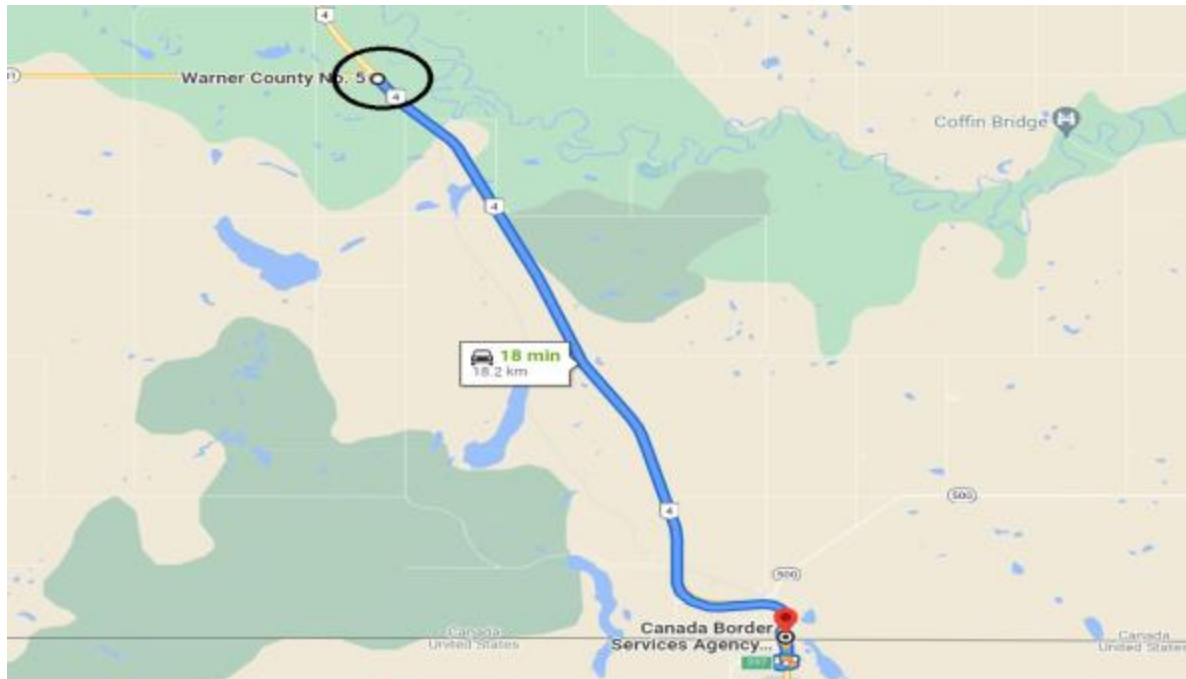 4
Warner County No. 5
4
Coffin Bridge
4
18 min
18.2 km
500
4
500
Canada Border
Services Agency...
Canada
United States
Canada
United States